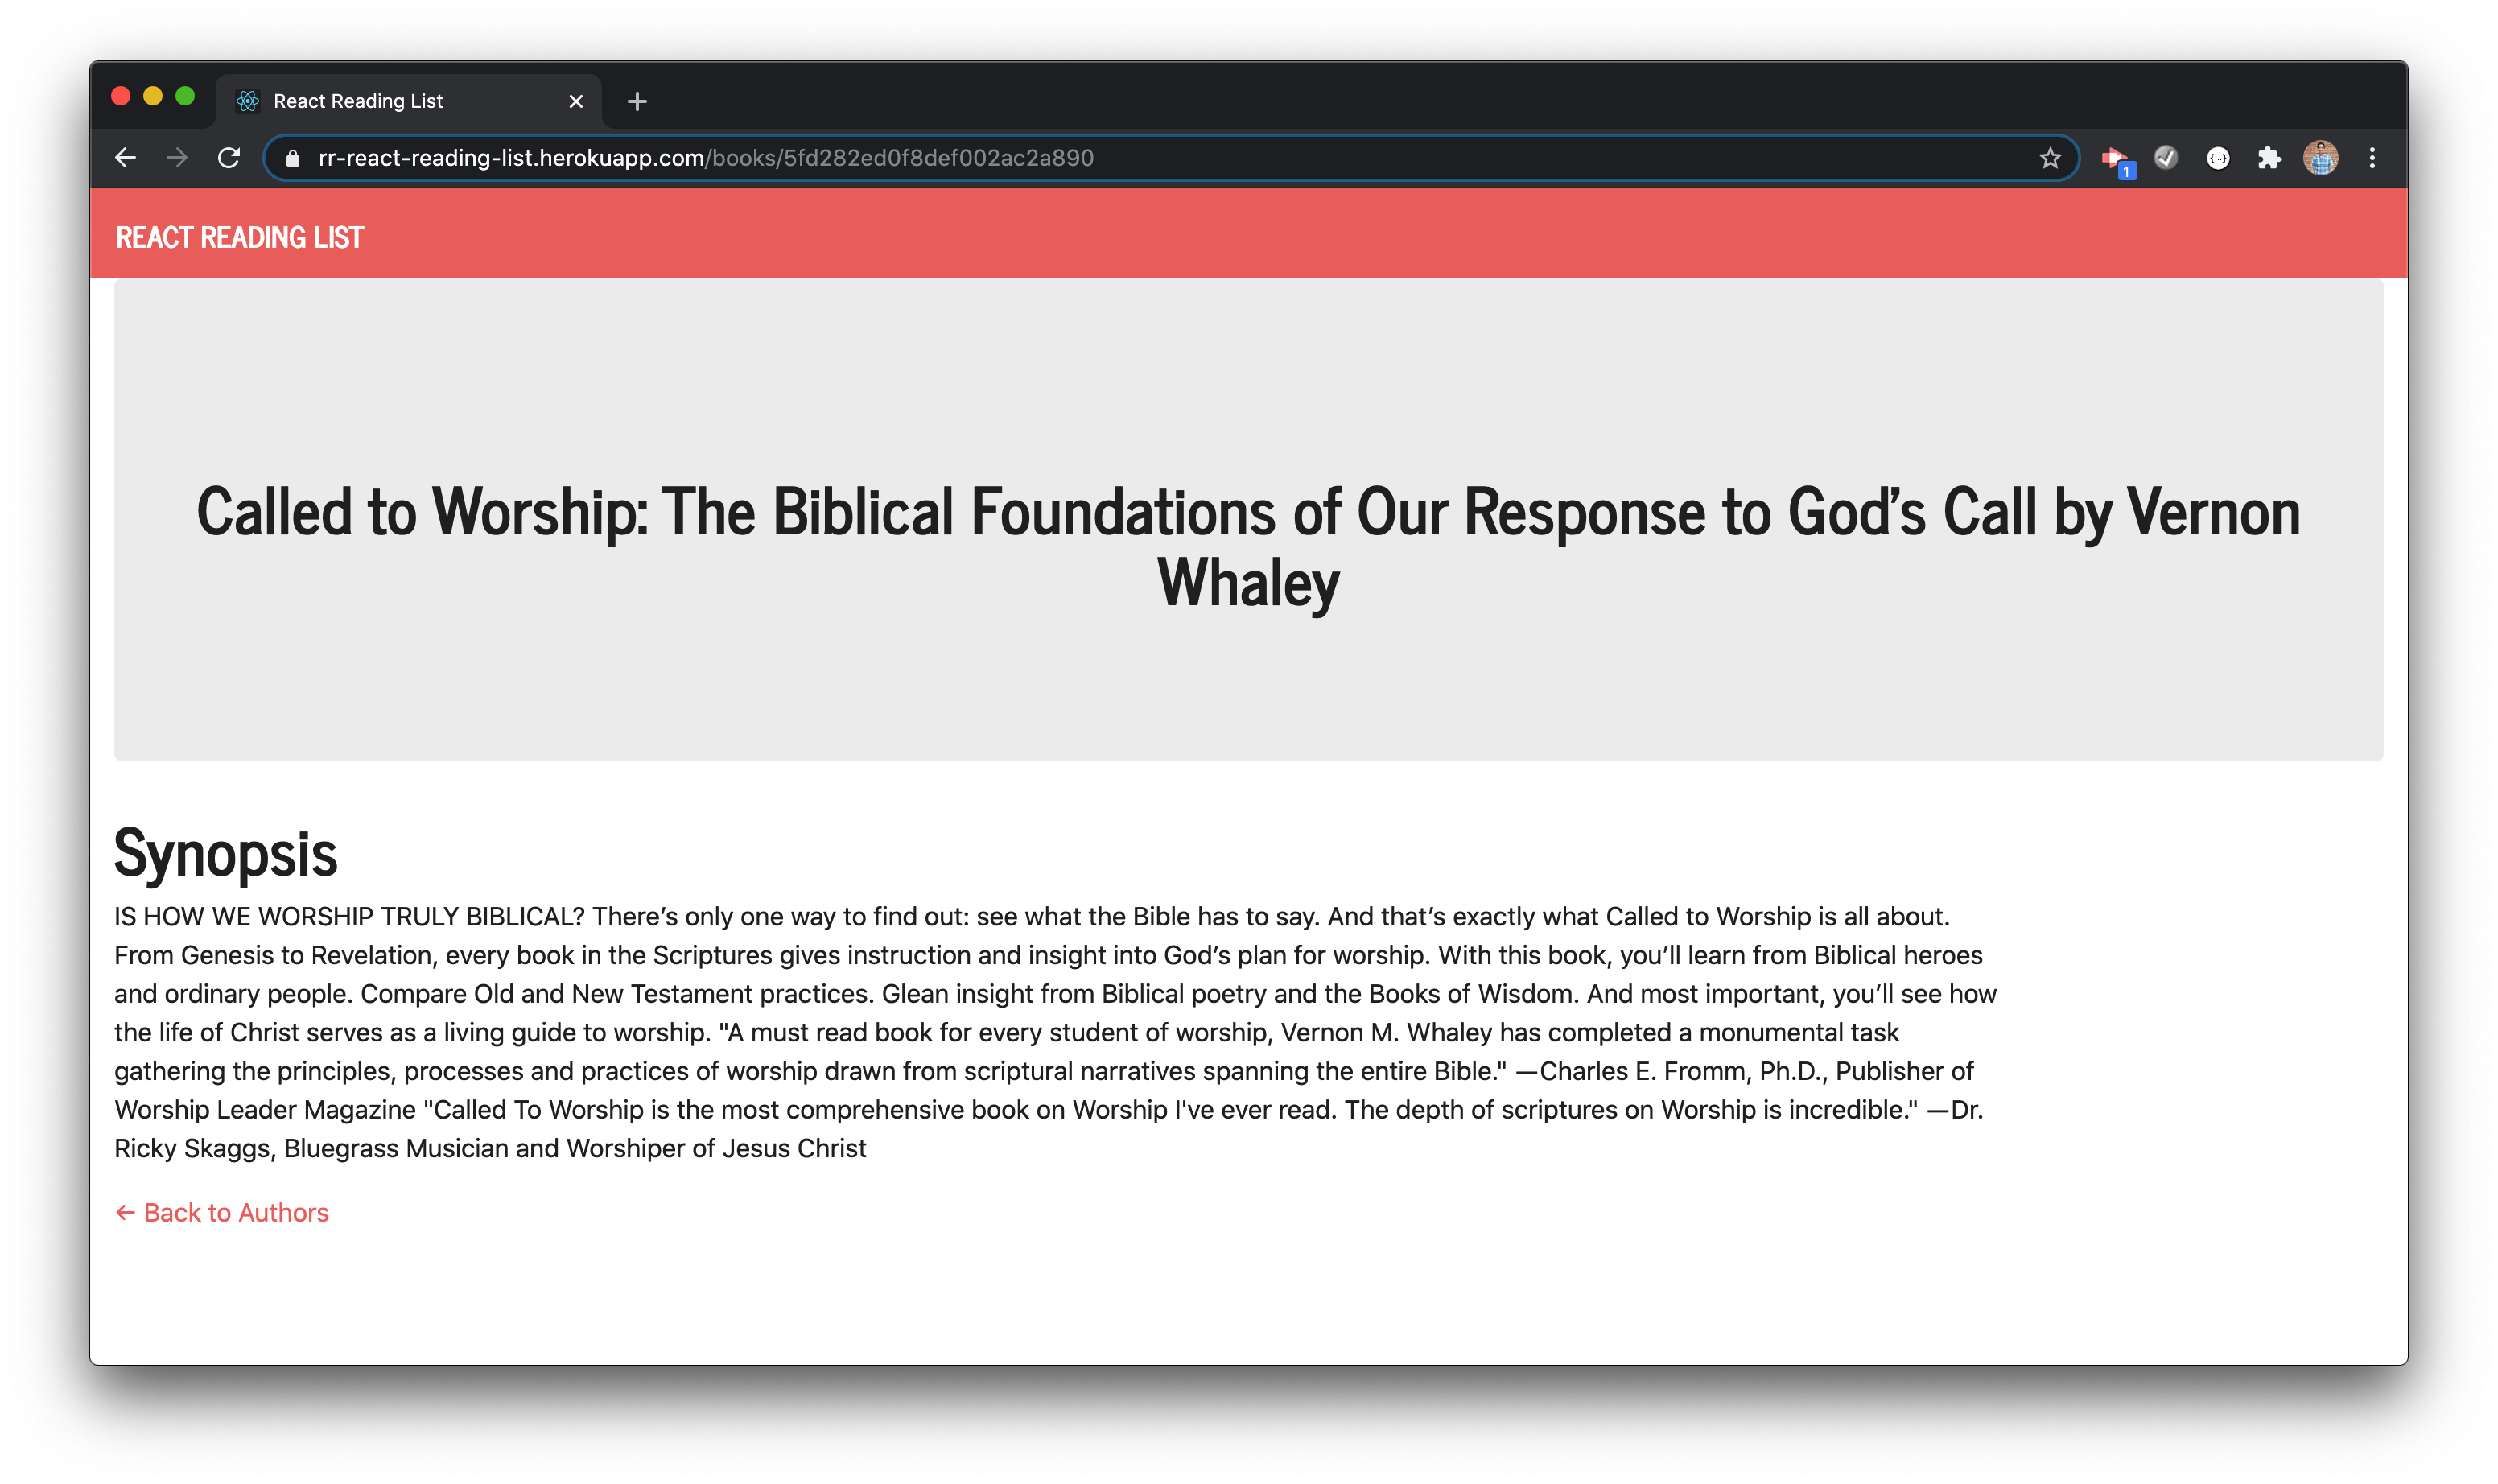 React Reading List
rr-react-reading-list.herokuapp.com/books/5fd282ed0f8def002ac2a890
1
REACT READING LIST
Called to Worship: The Biblical Foundations of Our Response to God’s Call by Vernon
Whaley
Synopsis
IS HOW WE WORSHIP TRULY BIBLICAL? There’s only one way to find out: see what the Bible has to say. And that’s exactly what Called to Worship is all about.
From Genesis to Revelation, every book in the Scriptures gives instruction and insight into God’s plan for worship. With this book, you’ll learn from Biblical heroes
and ordinary people. Compare Old and New Testament practices. Glean insight from Biblical poetry and the Books of Wisdom. And most important, you’ll see how
the life of Christ serves as a living guide to worship. "A must read book for every student of worship, Vernon M. Whaley has completed a monumental task
gathering the principles, processes and practices of worship drawn from scriptural narratives spanning the entire Bible." —Charles E. Fromm, Ph.D., Publisher of
Worship Leader Magazine "Called To Worship is the most comprehensive book on Worship I've ever read. The depth of scriptures on Worship is incredible." —Dr.
Ricky Skaggs, Bluegrass Musician and Worshiper of Jesus Christ
← Back to Authors